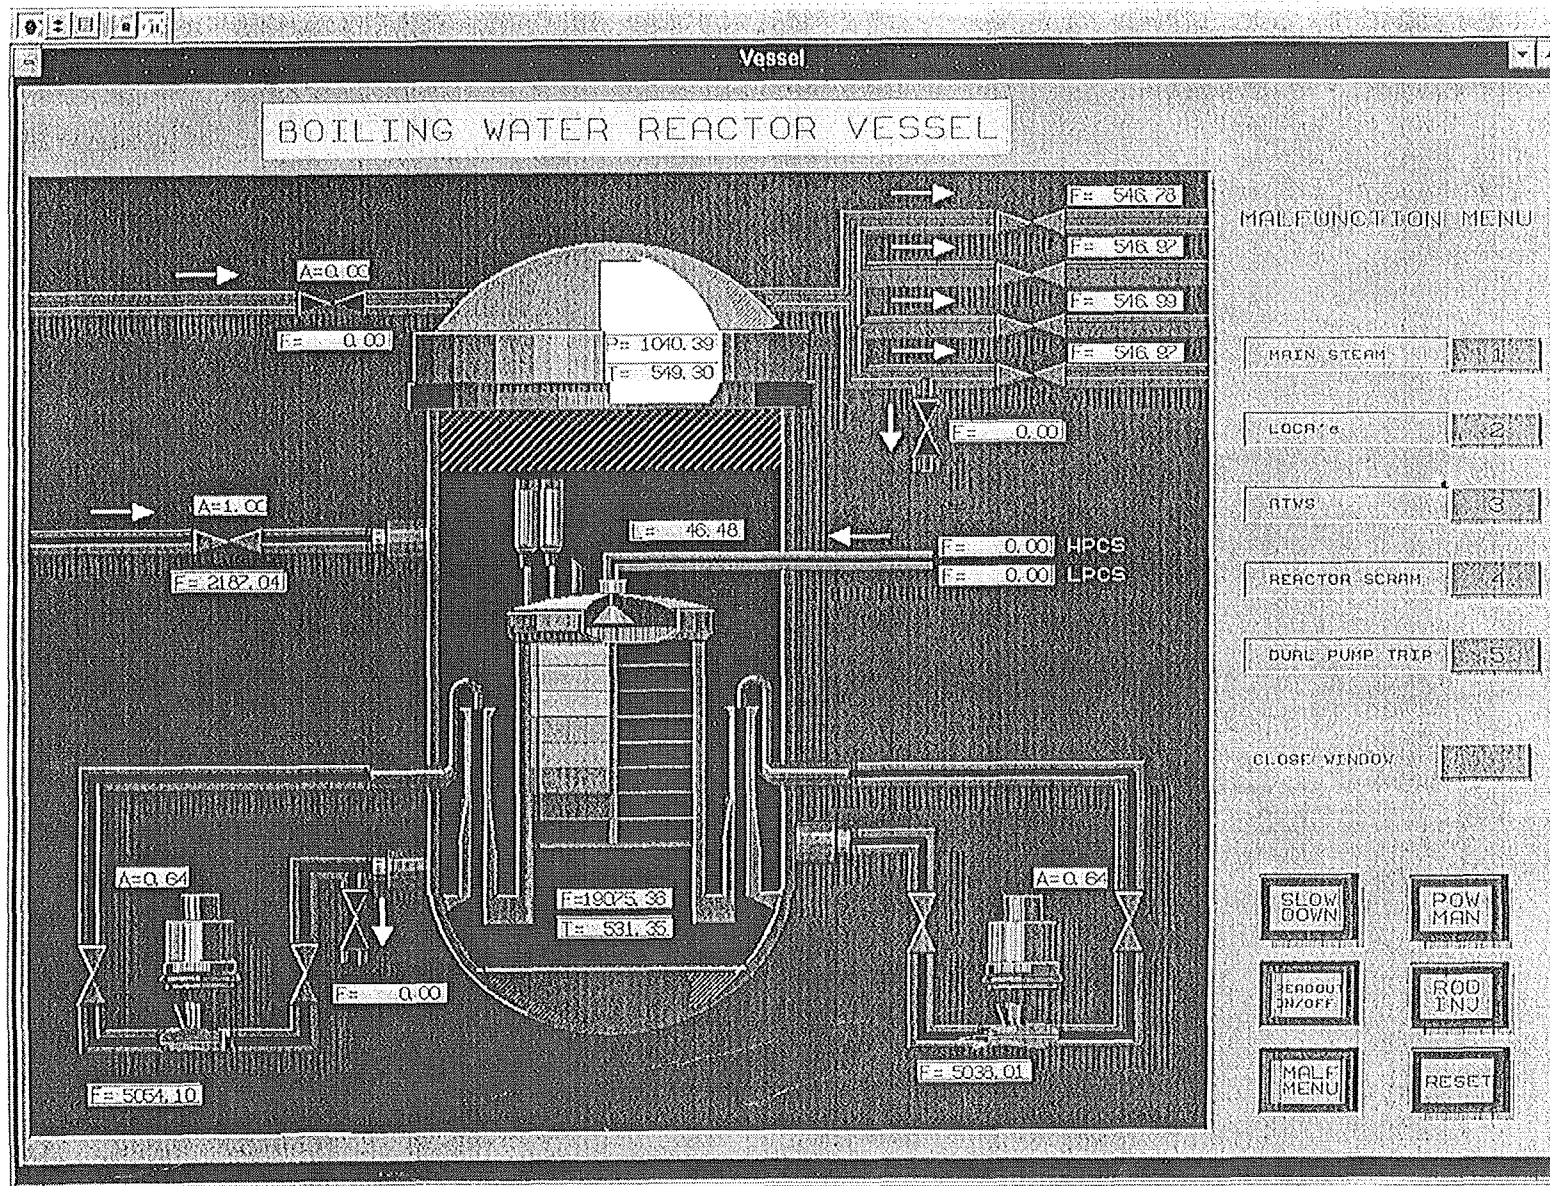 Vessel
BOILING WATER REACTOR VESSEL
F= 546.78
F= 546.97
F= 546.99
F= 546.97
A=0.00
F= 0.00
P= 1040.39
T= 549.30
F= 0.00
A=1.00
F= 2187.04
L= 46.48
F= 0.00 HPCS
F= 0.00 LPCS
A=0.64
A=0.64
F=19075.36
T= 531.35
F= 0.00
F= 5064.10
F= 5038.01
MALFUNCTION MENU
MAIN STEAM 1
LOCA's 2
ATWS 3
REACTOR SCRAM 4
DUAL PUMP TRIP 5
CLOSE WINDOW
SLOW
DOWN
POW
MAN
READOUT
ON/OFF
ROD
INJ
MALF
MENU
RESET